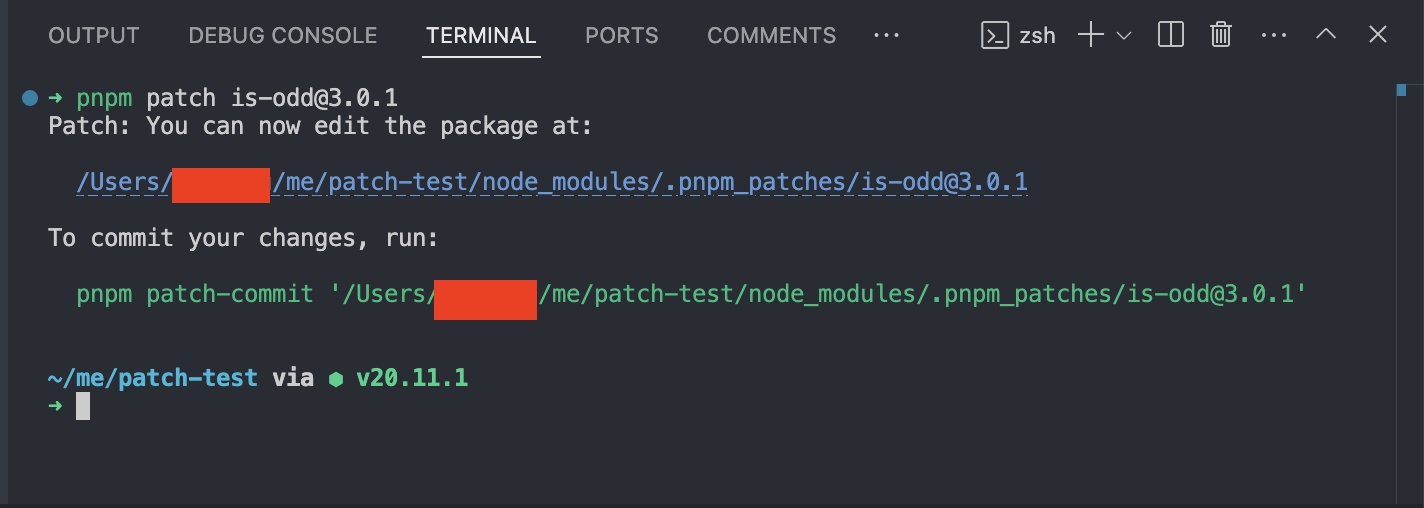 OUTPUT DEBUG CONSOLE TERMINAL PORTS COMMENTS ··· zsh
➜ pnpm patch is-odd@3.0.1
Patch: You can now edit the package at:
/Users/ /me/patch-test/node_modules/.pnpm_patches/is-odd@3.0.1
To commit your changes, run:
pnpm patch-commit '/Users/ /me/patch-test/node_modules/.pnpm_patches/is-odd@3.0.1'
~/me/patch-test via ⬢ v20.11.1
➜